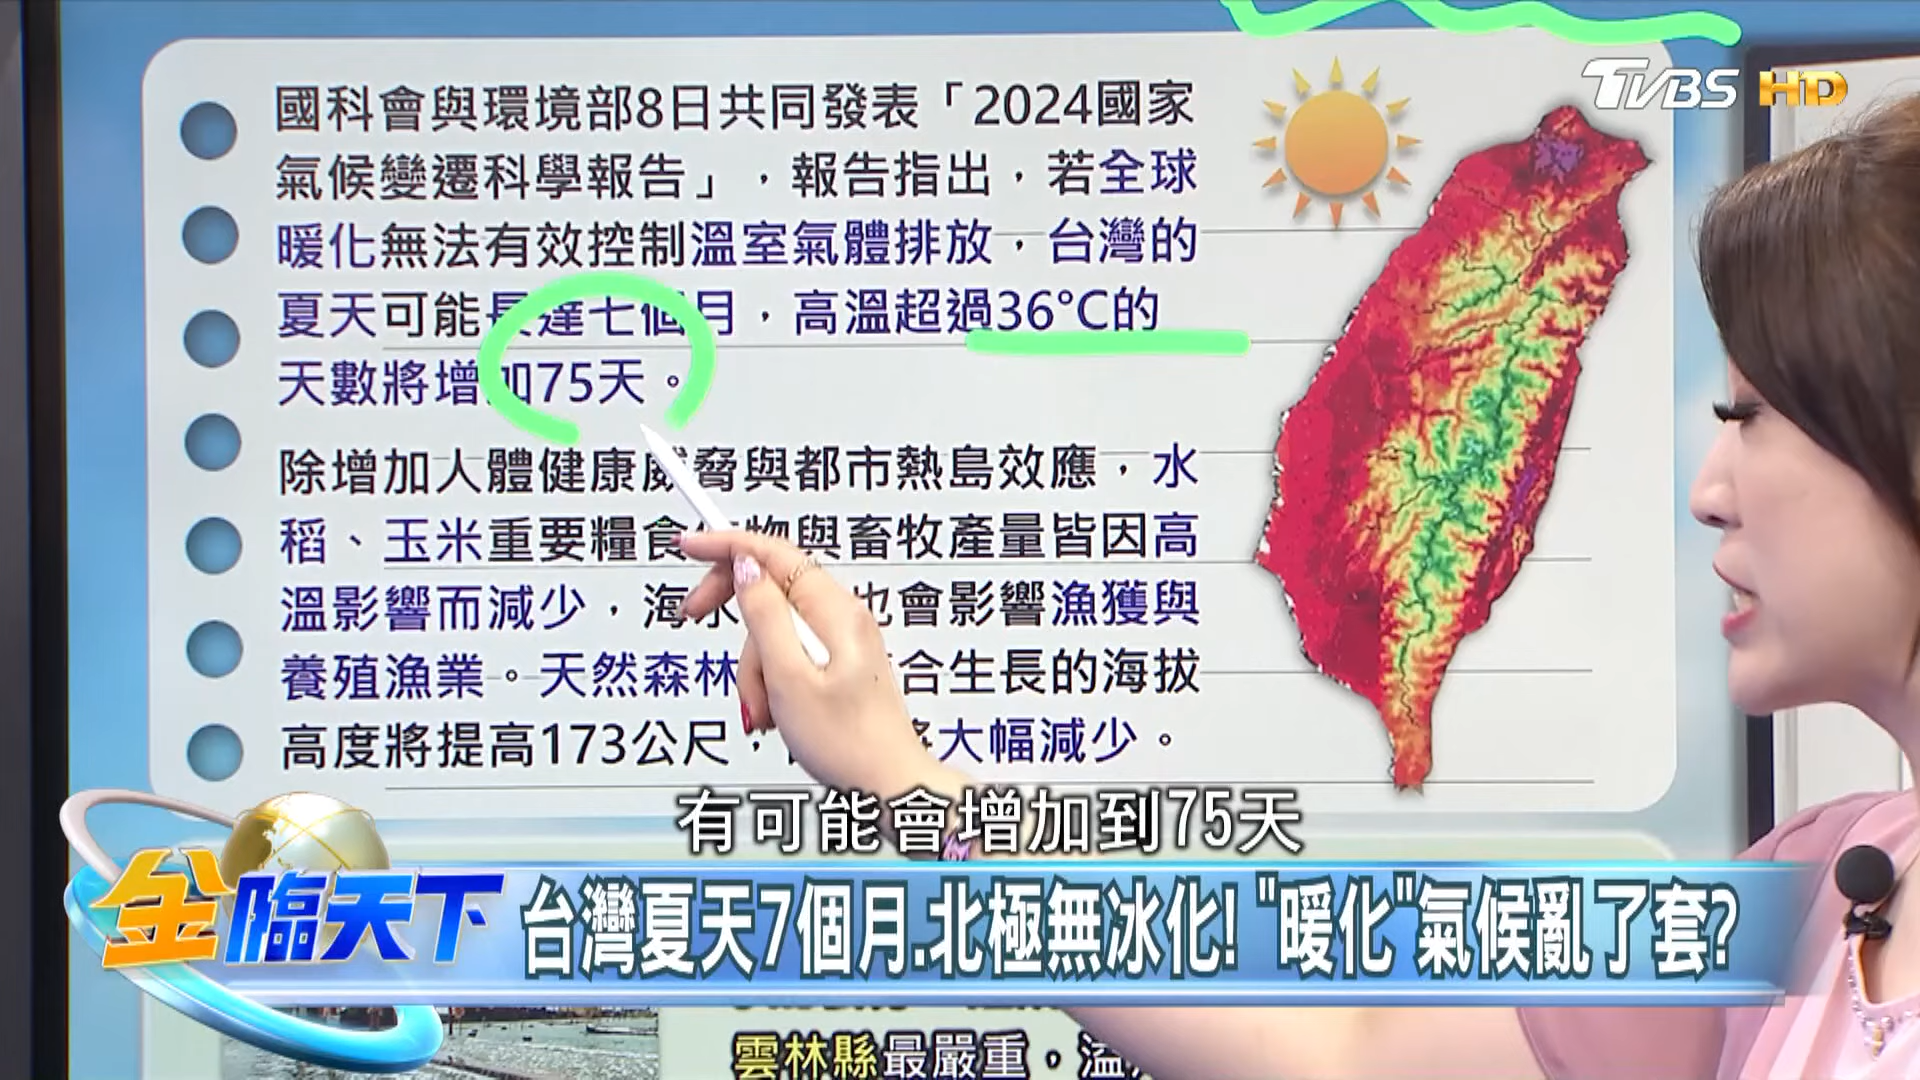 TVBS HD
國科會與環境部8日共同發表「2024國家
氣候變遷科學報告」,報告指出,若全球
暖化無法有效控制溫室氣體排放,台灣的
夏天可能長達七個月,高溫超過36°C的
天數將增加75天。
除增加人體健康威脅與都市熱島效應,水
稻、玉米重要糧食 物與畜牧產量皆因高
溫影響而減少,海水 也會影響漁獲與
養殖漁業。天然森林 合生長的海拔
高度將提高173公尺, 將大幅減少。
有可能會增加到75天
金臨天下
台灣夏天7個月.北極無冰化!"暖化"氣候亂了套?
雲林縣最嚴重,溢